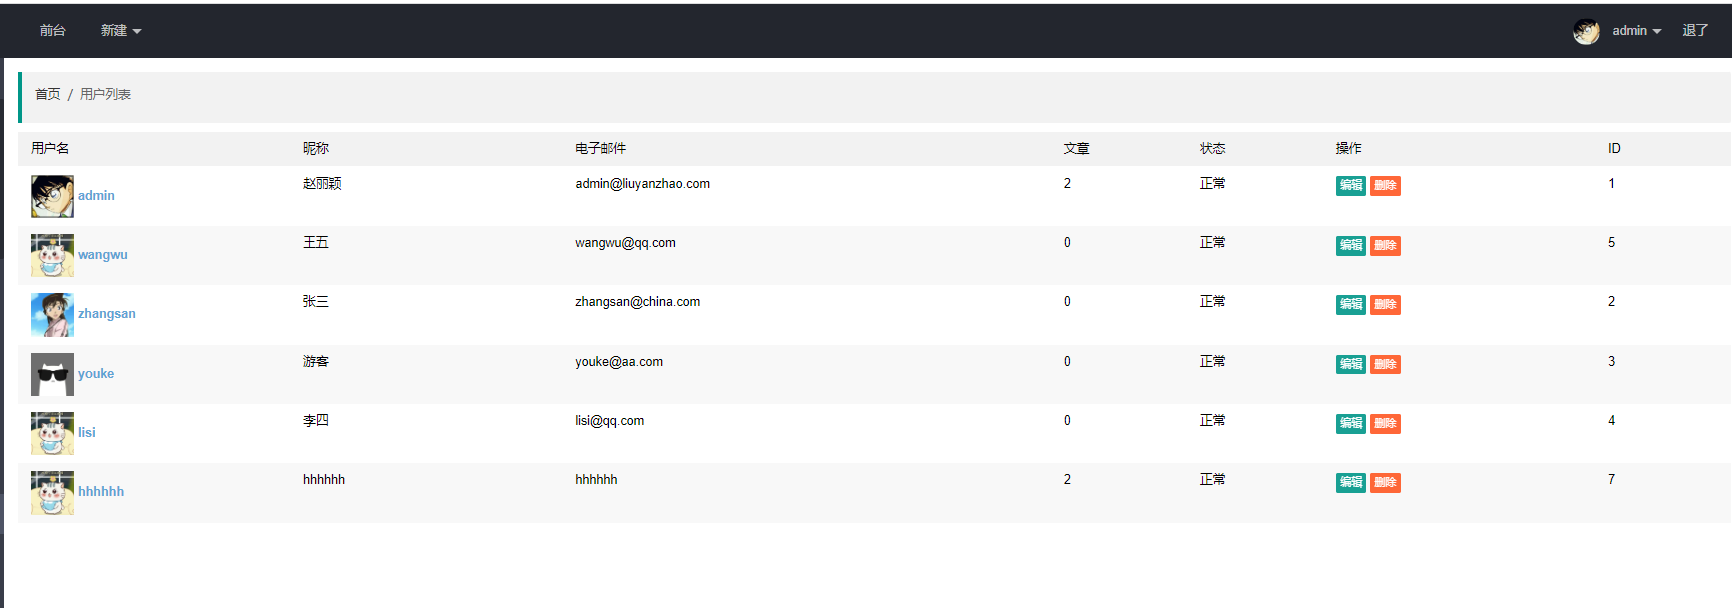 前台 新建 admin 退了
首页 / 用户列表
用户名 昵称 电子邮件 文章 状态 操作 ID
admin 赵丽颖 admin@liuyanzhao.com 2 正常 编辑 删除 1
wangwu 王五 wangwu@qq.com 0 正常 编辑 删除 5
zhangsan 张三 zhangsan@china.com 0 正常 编辑 删除 2
youke 游客 youke@aa.com 0 正常 编辑 删除 3
lisi 李四 lisi@qq.com 0 正常 编辑 删除 4
hhhhhh hhhhhh hhhhhh 2 正常 编辑 删除 7